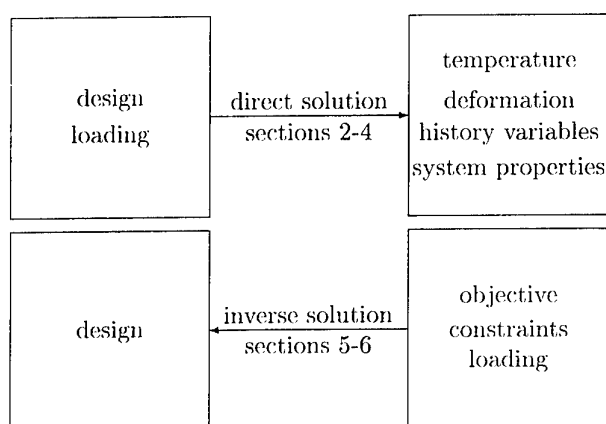 design
loading
direct solution
sections 2-4
temperature
deformation
history variables
system properties
design
inverse solution
sections 5-6
objective
constraints
loading